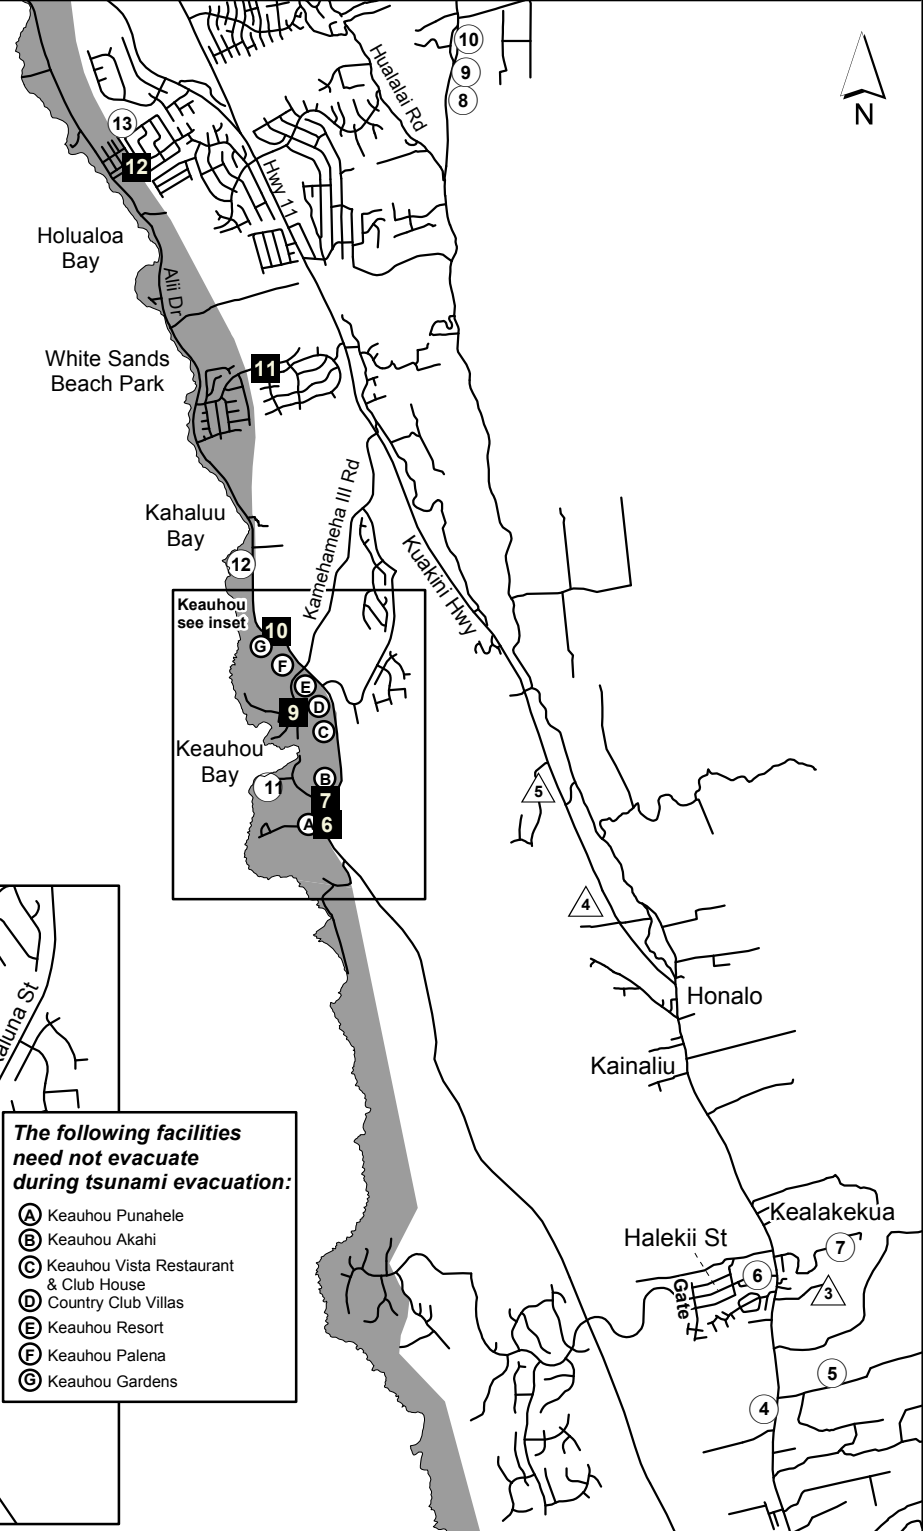 10
9
8
N
Hualalai Rd
13
12
Hwy 11
Holualoa
Bay
Alii Dr
White Sands
Beach Park
11
Kamehameha III Rd
Kahaluu
Bay
Kuakini Hwy
12
Keauhou
see inset
10
G
F
E
D
9
C
Keauhou
Bay
B
11
7
A
6
5
4
Honalo
Kainaliu
The following facilities
need not evacuate
during tsunami evacuation:
A Keauhou Punahele
B Keauhou Akahi
C Keauhou Vista Restaurant
& Club House
D Country Club Villas
E Keauhou Resort
F Keauhou Palena
G Keauhou Gardens
Kealakekua
Halekii St
7
6
Gate
3
5
4